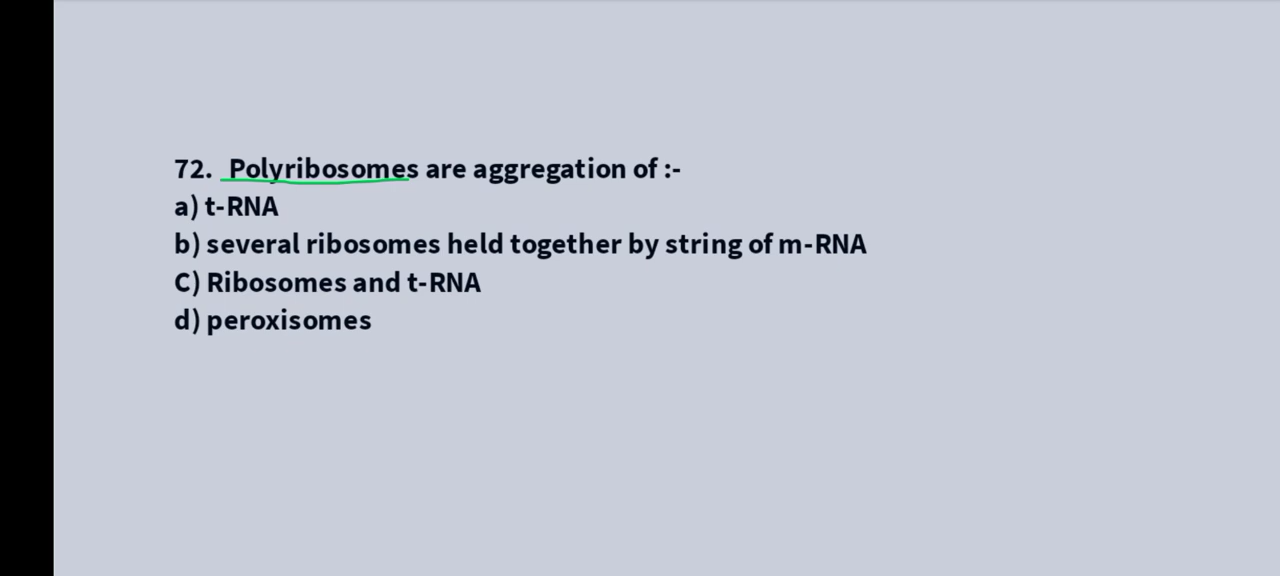 72. Polyribosomes are aggregation of :-
a) t-RNA
b) several ribosomes held together by string of m-RNA
C) Ribosomes and t-RNA
d) peroxisomes